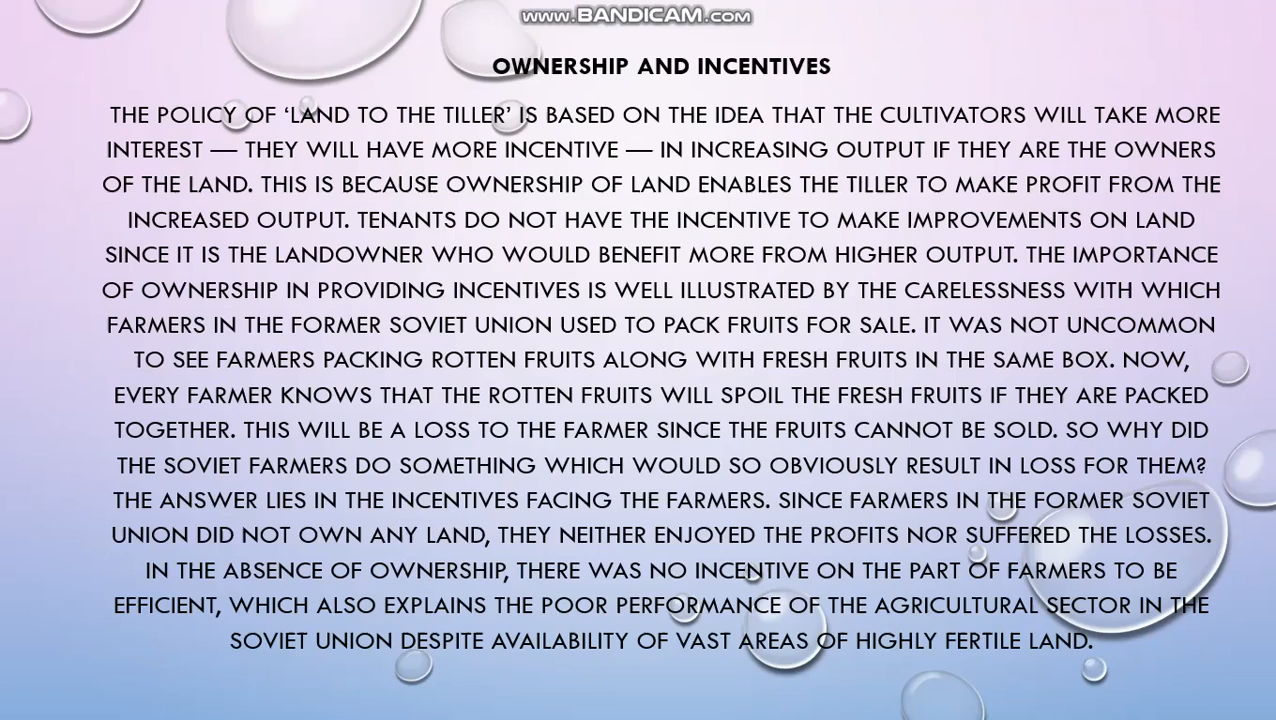 www.BANDICAM.com
OWNERSHIP AND INCENTIVES
THE POLICY OF ‘LAND TO THE TILLER’ IS BASED ON THE IDEA THAT THE CULTIVATORS WILL TAKE MORE
INTEREST — THEY WILL HAVE MORE INCENTIVE — IN INCREASING OUTPUT IF THEY ARE THE OWNERS
OF THE LAND. THIS IS BECAUSE OWNERSHIP OF LAND ENABLES THE TILLER TO MAKE PROFIT FROM THE
INCREASED OUTPUT. TENANTS DO NOT HAVE THE INCENTIVE TO MAKE IMPROVEMENTS ON LAND
SINCE IT IS THE LANDOWNER WHO WOULD BENEFIT MORE FROM HIGHER OUTPUT. THE IMPORTANCE
OF OWNERSHIP IN PROVIDING INCENTIVES IS WELL ILLUSTRATED BY THE CARELESSNESS WITH WHICH
FARMERS IN THE FORMER SOVIET UNION USED TO PACK FRUITS FOR SALE. IT WAS NOT UNCOMMON
TO SEE FARMERS PACKING ROTTEN FRUITS ALONG WITH FRESH FRUITS IN THE SAME BOX. NOW,
EVERY FARMER KNOWS THAT THE ROTTEN FRUITS WILL SPOIL THE FRESH FRUITS IF THEY ARE PACKED
TOGETHER. THIS WILL BE A LOSS TO THE FARMER SINCE THE FRUITS CANNOT BE SOLD. SO WHY DID
THE SOVIET FARMERS DO SOMETHING WHICH WOULD SO OBVIOUSLY RESULT IN LOSS FOR THEM?
THE ANSWER LIES IN THE INCENTIVES FACING THE FARMERS. SINCE FARMERS IN THE FORMER SOVIET
UNION DID NOT OWN ANY LAND, THEY NEITHER ENJOYED THE PROFITS NOR SUFFERED THE LOSSES.
IN THE ABSENCE OF OWNERSHIP, THERE WAS NO INCENTIVE ON THE PART OF FARMERS TO BE
EFFICIENT, WHICH ALSO EXPLAINS THE POOR PERFORMANCE OF THE AGRICULTURAL SECTOR IN THE
SOVIET UNION DESPITE AVAILABILITY OF VAST AREAS OF HIGHLY FERTILE LAND.